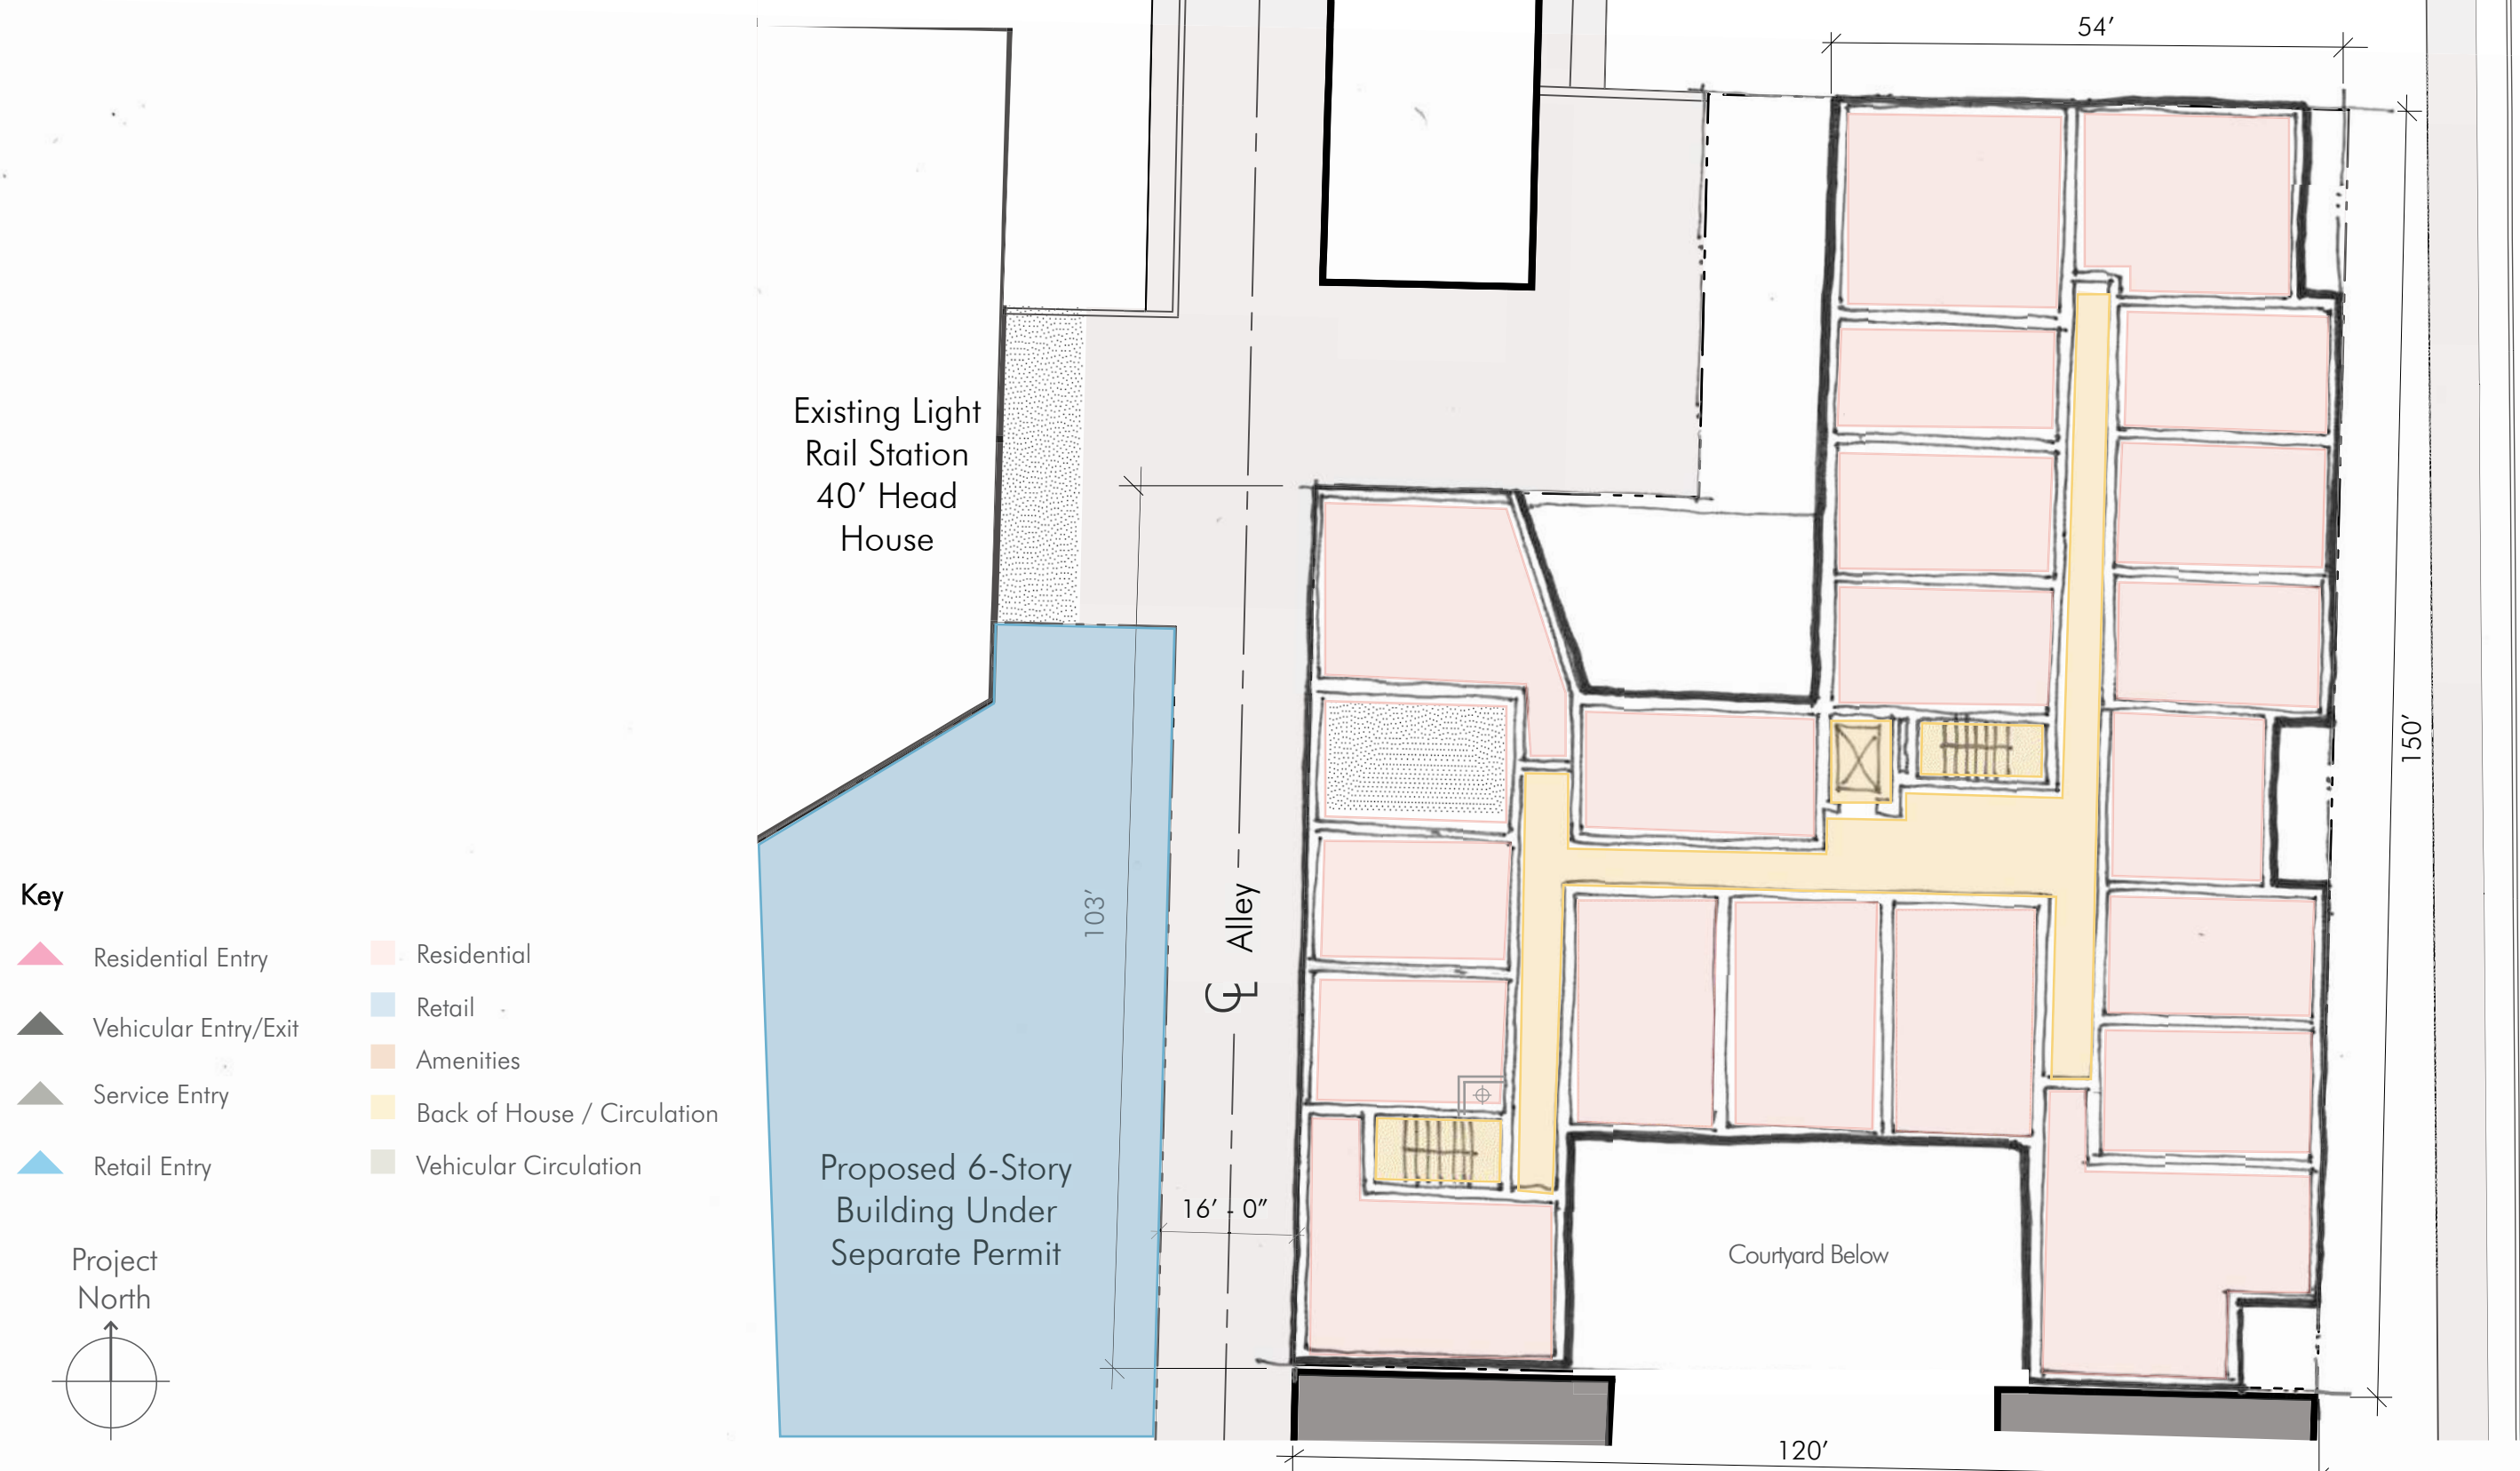 54’
Existing Light
Rail Station
40’ Head
House
150’
103’
CL Alley
Key
Residential Entry
Vehicular Entry/Exit
Service Entry
Retail Entry
Residential
Retail
Amenities
Back of House / Circulation
Vehicular Circulation
Project
North
Proposed 6-Story
Building Under
Separate Permit
16’ - 0”
Courtyard Below
120’